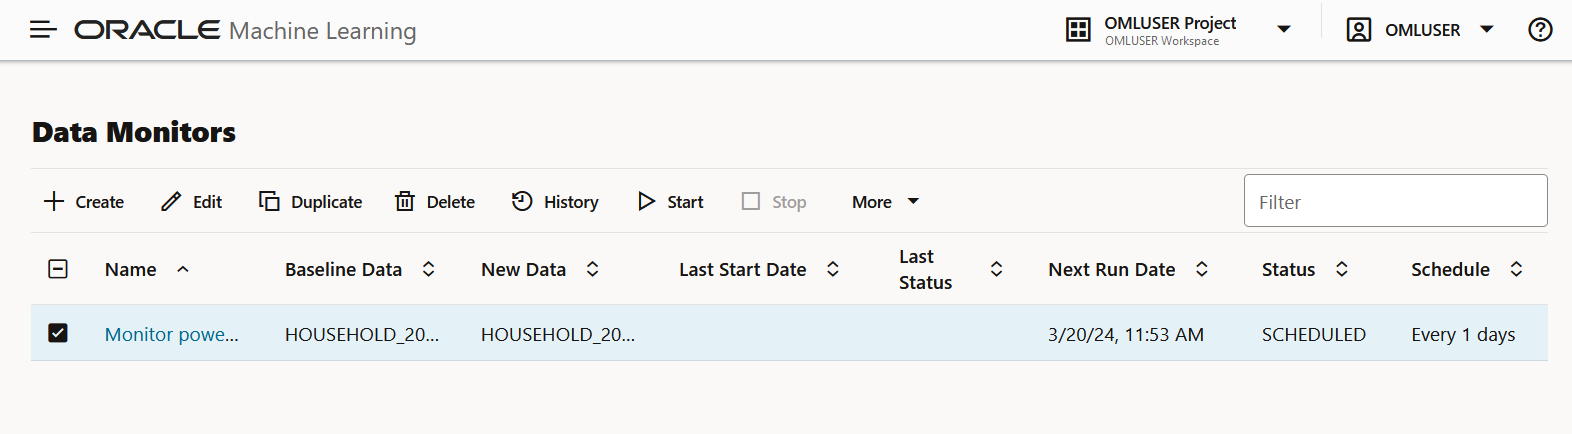 ORACLE Machine Learning
OMLUSER Project
OMLUSER Workspace
OMLUSER
Data Monitors
Create Edit Duplicate Delete History Start Stop More Filter
Name Baseline Data New Data Last Start Date Last Status Next Run Date Status Schedule
Monitor powe... HOUSEHOLD_20... HOUSEHOLD_20... 3/20/24, 11:53 AM SCHEDULED Every 1 days